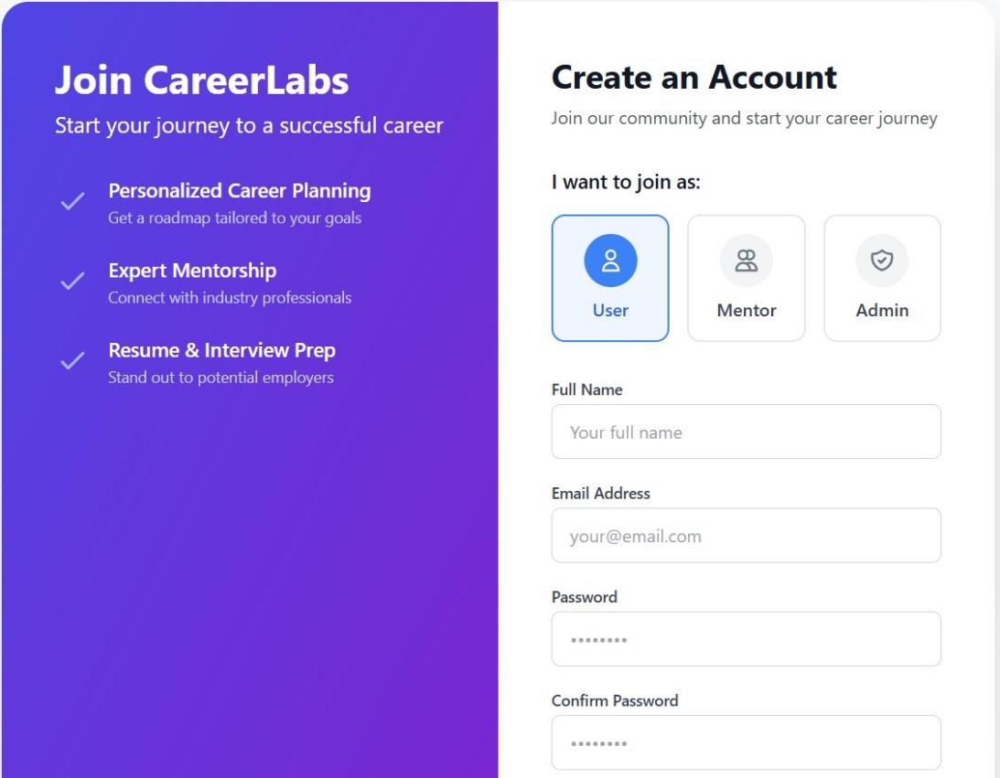 Join CareerLabs
Start your journey to a successful career
Personalized Career Planning
Get a roadmap tailored to your goals
Expert Mentorship
Connect with industry professionals
Resume & Interview Prep
Stand out to potential employers
Create an Account
Join our community and start your career journey
I want to join as:
User
Mentor
Admin
Full Name
Your full name
Email Address
your@email.com
Password
••••••••
Confirm Password
••••••••